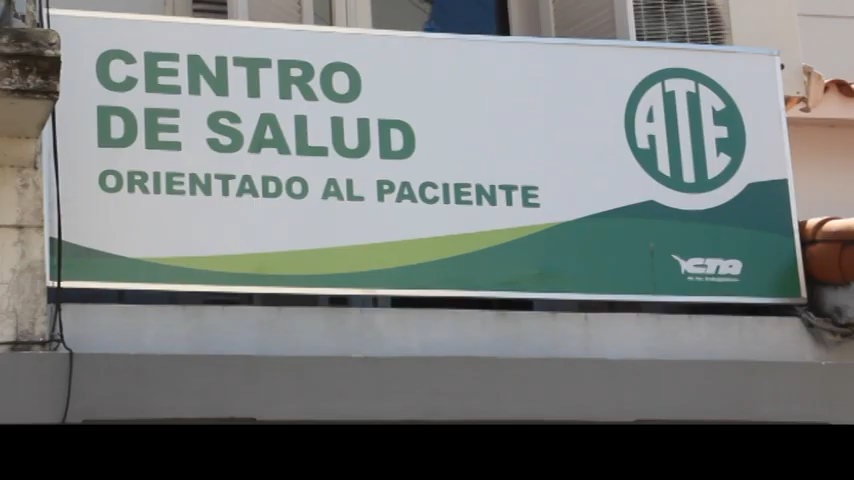 CENTRO
DE SALUD
ORIENTADO AL PACIENTE
ATE
CTA